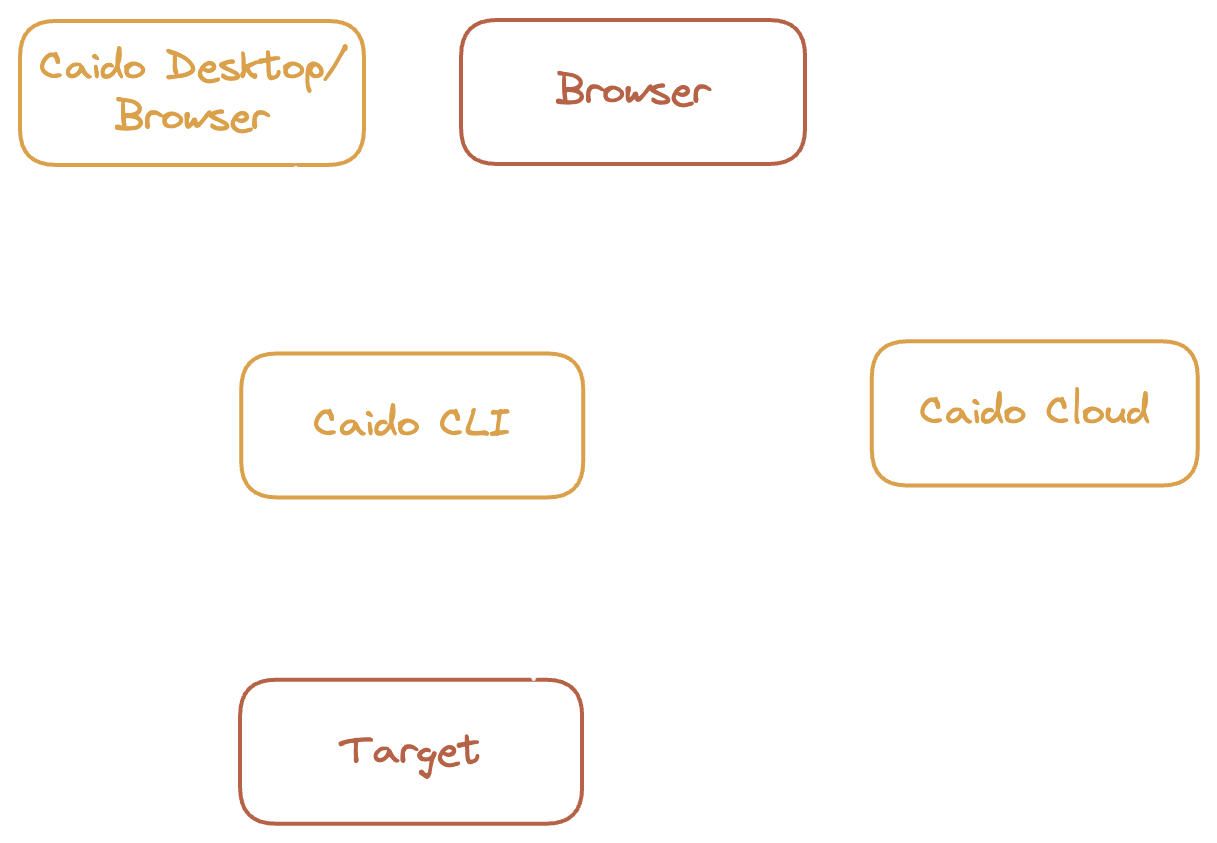 Caido Desktop/
Browser
Browser
Caido CLI
Caido Cloud
Target